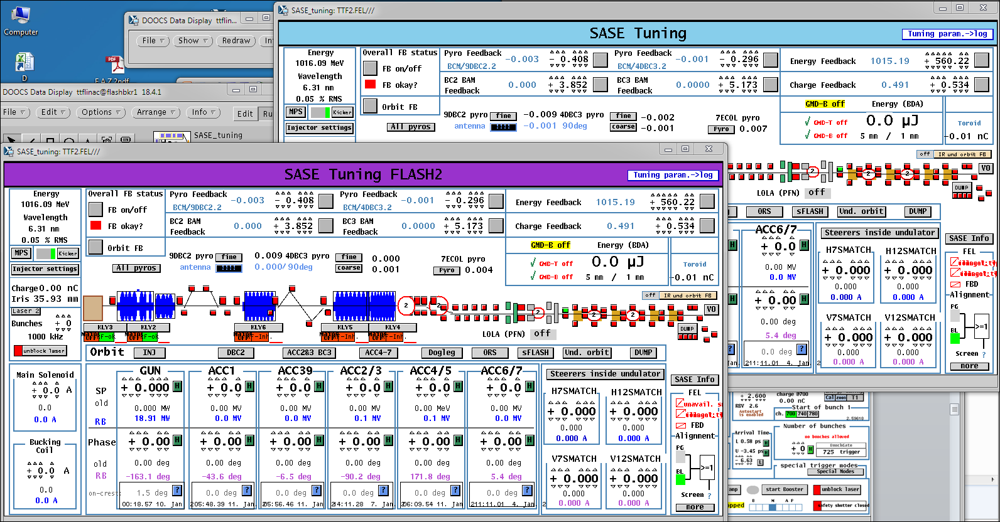 Computer
D
F.A.Z.2.pdf
DOOCS Data Display ttflin...
File
Show
Redraw
DOOCS Data Display ttflinac@flashbkr1 18.4.1
File
Edit
Options
Arrange
Info
Edit
SASE_tuning
SASE_tuning: TTF2.FEL///
SASE Tuning
Tuning param.->log
Energy
1016.09 MeV
Wavelength
6.31 nm
0.05 % RMS
MPS
Kicker
Injector settings
Overall FB status
FB on/off
FB okay?
Orbit FB
All pyros
Pyro Feedback -0.003 - 0.408
BCM/9DBC2.2
Pyro Feedback -0.001 - 0.296
BCM/4DBC3.2
BC2 BAM Feedback 0.000 + 3.852
BC3 BAM Feedback 0.0000 + 5.173
Energy Feedback 1015.19 + 560.22
Charge Feedback 0.491 + 0.534
9DBC2 pyro fine -0.009 4DBC3 pyro fine -0.002
antenna -0.001 90deg coarse -0.001
7ECOL pyro
Pyro 0.007
GMD-B off Energy (BDA)
GMD-T off 0.0 µJ
GMD-B off 5 mm / 1 mm
Toroid
-0.01 nC
off IR und orbit FB
2 2 2
VO
LOLA (PFN) off
DUMP
ORS sFLASH Und. orbit DUMP
ACC6/7
+ 0.0 H
0.00 MV
0.0 MV
+ 0.00 H
0.00 deg
5.4 deg
0.0 deg ?
211:11.01 4. Jan.
Steerers inside undulator
H7SMATCH H12SMATCH
+ 0.000 + 0.000
0.000 0.000
0.000 A 0.000 A
V7SMATCH V12SMATCH
+ 0.000 + 0.000
0.000 0.000
0.000 A 0.000 A
SASE Info
FEL
FBD
Alignment
PG
BL
>=1
Screen ?
more
SASE_tuning: TTF2.FEL///
SASE Tuning FLASH2
Tuning param.->log
Energy
1016.09 MeV
Wavelength
6.31 nm
0.05 % RMS
MPS
Kicker
Injector settings
Overall FB status
FB on/off
FB okay?
Orbit FB
All pyros
Pyro Feedback -0.003 - 0.408
BCM/9DBC2.2
Pyro Feedback -0.001 - 0.296
BCM/4DBC3.2
BC2 BAM Feedback 0.000 + 3.852
BC3 BAM Feedback 0.0000 + 5.173
Energy Feedback 1015.19 + 560.22
Charge Feedback 0.491 + 0.534
9DBC2 pyro fine 0.009 4DBC3 pyro fine 0.000
antenna 0.000/90deg coarse 0.001
7ECOL pyro
Pyro 0.004
GMD-B off Energy (BDA)
GMD-T off 0.0 µJ
GMD-B off 5 mm / 1 mm
Toroid
-0.01 nC
Charge 0.00 nC
Iris 35.93 mm
Laser 2
Bunches + 0
1000 kHz
unblock laser
2 2 2 2 2
off IR und orbit FB
VO
KLY3 KLY2 KLY6 KLY5 KLY4
LOLA (PFN) off
DUMP
Orbit INJ DBC2 ACC2&3 BC3 ACC4-7 Dogleg ORS sFLASH Und. orbit DUMP
Main Solenoid
+ 0.0 A
0.0
0.0 A
Bucking Coil
+ 0.0 A
0.0
0.0 A
GUN ACC1 ACC39 ACC2/3 ACC4/5 ACC6/7
SP + 0.000 H + 0.0 H + 0.0 H + 0.0 H + 0.0 H + 0.0 H
old 0.000 MW 0.00 MV 0.00 MV 0.00 MeV 0.00 MeV 0.00 MV
RB 18.91 MW 0.0 MV 0.0 MV 0.1 MV 0.1 MV 0.0 MV
Phase + 0.00 H + 0.00 H + 0.00 H + 0.00 H + 0.00 H + 0.00 H
old 0.00 deg 0.00 deg 0.00 deg 0.00 deg 0.00 deg 0.00 deg
RB -163.1 deg -43.6 deg -6.5 deg -90.2 deg 171.8 deg 5.4 deg
on-crest: 1.5 deg ? 0.0 deg ? 0.0 deg ? 0.0 deg ? 0.0 deg ? 0.0 deg ?
00:18.57 10. Jan. 205:48.39 11. Jan. 205:56.46 11. Jan. 214:11.28 7. Jan. 206:09.54 11. Jan. 211:11.01 4. Jan.
Steerers inside undulator
H7SMATCH H12SMATCH
+ 0.000 + 0.000
0.000 0.000
0.000 A 0.000 A
V7SMATCH V12SMATCH
+ 0.000 + 0.000
0.000 0.000
0.000 A 0.000 A
SASE Info
FEL
unavail. s
FBD
Alignment
PG
BL
>=1
Screen ?
more
+ 2.600
RBV 2.6
Autostart is enabled
charge @700
0.00 nC
Cal zoom T1
Start of bunch 1
ch. 700 740 780
2.59610
Arrival Time
L 0.58 ps H
U -3.45 ps H
- 6.63 L
Number of bunches
no bunches allowed
+ 0 H
BunchGate
725 trigger
special trigger modes
Special Modes
start Booster
unblock laser
B M A P
safety shutter closed